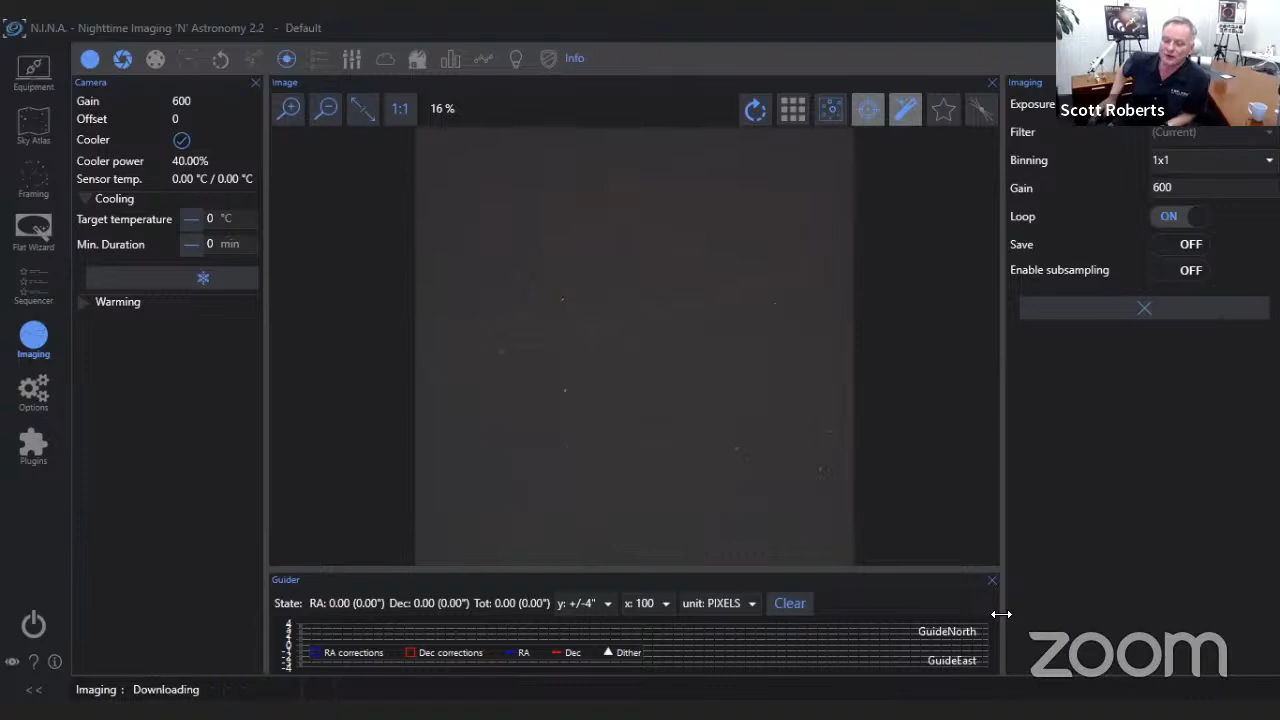 N.I.N.A. - Nighttime Imaging 'N' Astronomy 2.2 - Default
Equipment
Sky Atlas
Framing
Flat Wizard
Sequencer
Imaging
Options
Plugins
<<
Info
Camera
Gain 600
Offset 0
Cooler
Cooler power 40.00%
Sensor temp. 0.00 °C / 0.00 °C
Cooling
Target temperature 0 °C
Min. Duration 0 min
Warming
Image
1:1 16 %
Scott Roberts
Imaging
Exposure
Filter (Current)
Binning 1x1
Gain 600
Loop ON
Save OFF
Enable subsampling OFF
Guider
State: RA: 0.00 (0.00") Dec: 0.00 (0.00") Tot: 0.00 (0.00") y: +/-4" x: 100 unit: PIXELS Clear
GuideNorth
RA corrections Dec corrections RA Dec Dither
GuideEast
Imaging : Downloading
zoom